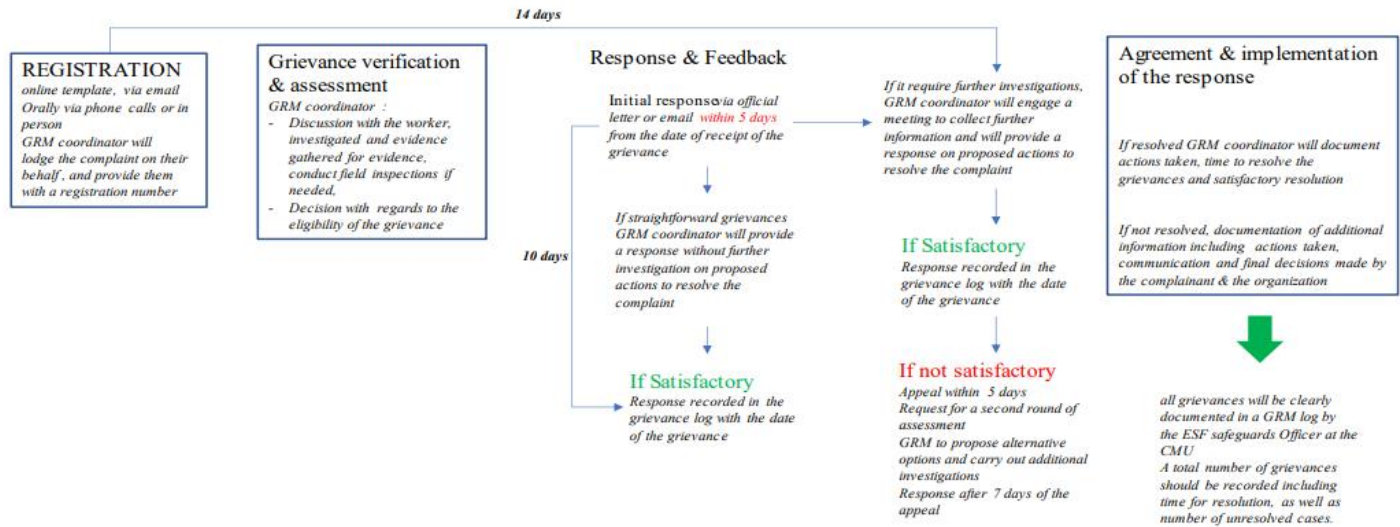 14 days
REGISTRATION
online template, via email
Orally via phone calls or in
person
GRM coordinator will
lodge the complaint on their
behalf, and provide them
with a registration number
Grievance verification
& assessment
GRM coordinator :
- Discussion with the worker,
investigated and evidence
gathered for evidence,
conduct field inspections if
needed,
- Decision with regards to the
eligibility of the grievance
Response & Feedback
Initial response via official
letter or email within 5 days
from the date of receipt of the
grievance
10 days
If straightforward grievances
GRM coordinator will provide
a response without further
investigation on proposed
actions to resolve the
complaint
If Satisfactory
Response recorded in the
grievance log with the date
of the grievance
If it require further investigations,
GRM coordinator will engage a
meeting to collect further
information and will provide a
response on proposed actions to
resolve the complaint
If Satisfactory
Response recorded in the
grievance log with the date
of the grievance
If not satisfactory
Appeal within 5 days
Request for a second round of
assessment
GRM to propose alternative
options and carry out additional
investigations
Response after 7 days of the
appeal
Agreement & implementation
of the response
If resolved GRM coordinator will document
actions taken, time to resolve the
grievances and satisfactory resolution
If not resolved, documentation of additional
information including actions taken,
communication and final decisions made by
the complainant & the organization
all grievances will be clearly
documented in a GRM log by
the ESF safeguards Officer at the
CMU
A total number of grievances
should be recorded including
time for resolution, as well as
number of unresolved cases.